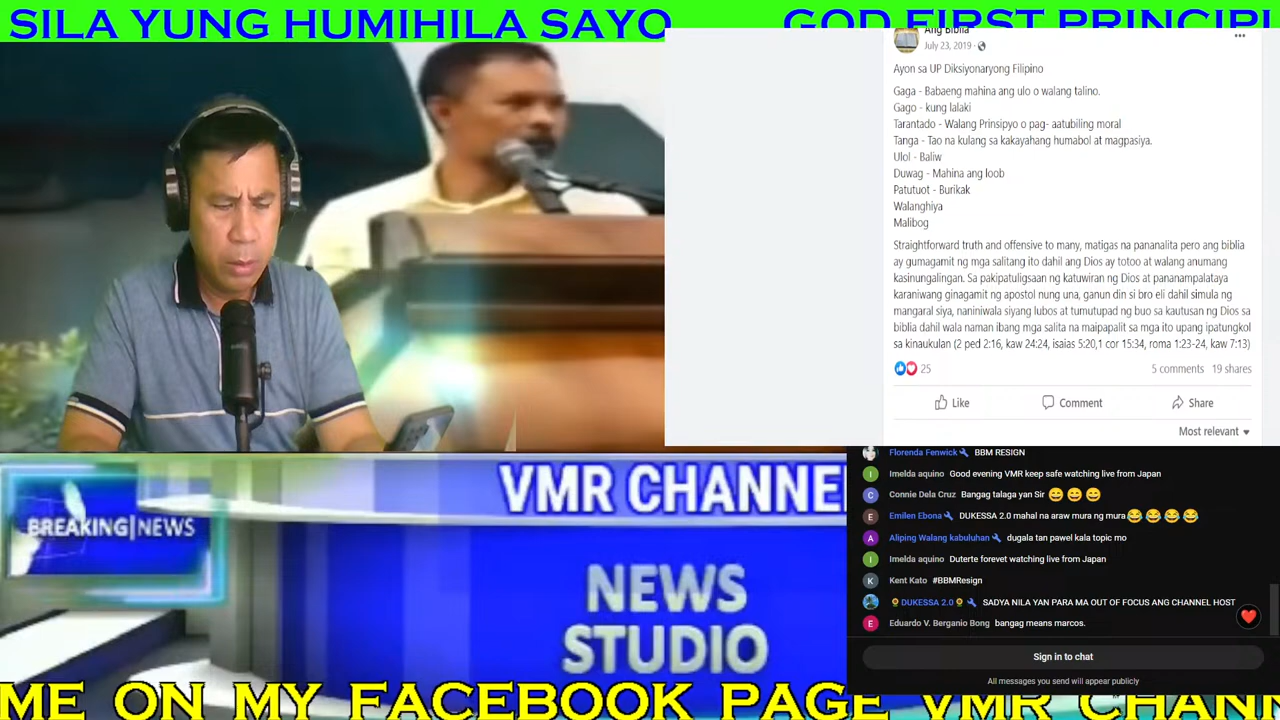 SILA YUNG HUMIHILA SAYO
GOD FIRST PRINCIPL
Ang Biblia
July 23, 2019
Ayon sa UP Diksiyonaryong Filipino
Gaga - Babaeng mahina ang ulo o walang talino.
Gago - kung lalaki
Tarantado - Walang Prinsipyo o pag- aatubiling moral
Tanga - Tao na kulang sa kakayahang humabol at magpasiya.
Ulol - Baliw
Duwag - Mahina ang loob
Patutuot - Burikak
Walanghiya
Malibog
Straightforward truth and offensive to many, matigas na pananalita pero ang biblia
ay gumagamit ng mga salitang ito dahil ang Dios ay totoo at walang anumang
kasinungalingan. Sa pakipatuligsaan ng katuwiran ng Dios at pananampalataya
karaniwang ginagamit ng apostol nung una, ganun din si bro eli dahil simula ng
mangaral siya, naniniwala siyang lubos at tumutupad ng buo sa kautusan ng Dios sa
biblia dahil wala naman ibang mga salita na maipapalit sa mga ito upang ipatungkol
sa kinaukulan (2 ped 2:16, kaw 24:24, isaias 5:20,1 cor 15:34, roma 1:23-24, kaw 7:13)
25
5 comments 19 shares
Like Comment Share
Most relevant
Florenda Fenwick BBM RESIGN
Imelda aquino Good evening VMR keep safe watching live from Japan
Connie Dela Cruz Bangag talaga yan Sir 😄😄😄
Emilen Ebona DUKESSA 2.0 mahal na araw mura ng mura😂😂😂😂
Aliping Walang kabuluhan dugala tan pawel kala topic mo
Imelda aquino Duterte forevet watching live from Japan
Kent Kato #BBMResign
🌻DUKESSA 2.0🌻 SADYA NILA YAN PARA MA OUT OF FOCUS ANG CHANNEL HOST
Eduardo V. Berganio Bong bangag means marcos.
Sign in to chat
All messages you send will appear publicly
VMR CHANNE
BREAKING|NEWS
NEWS
STUDIO
ME ON MY FACEBOOK PAGE VMR CHANN